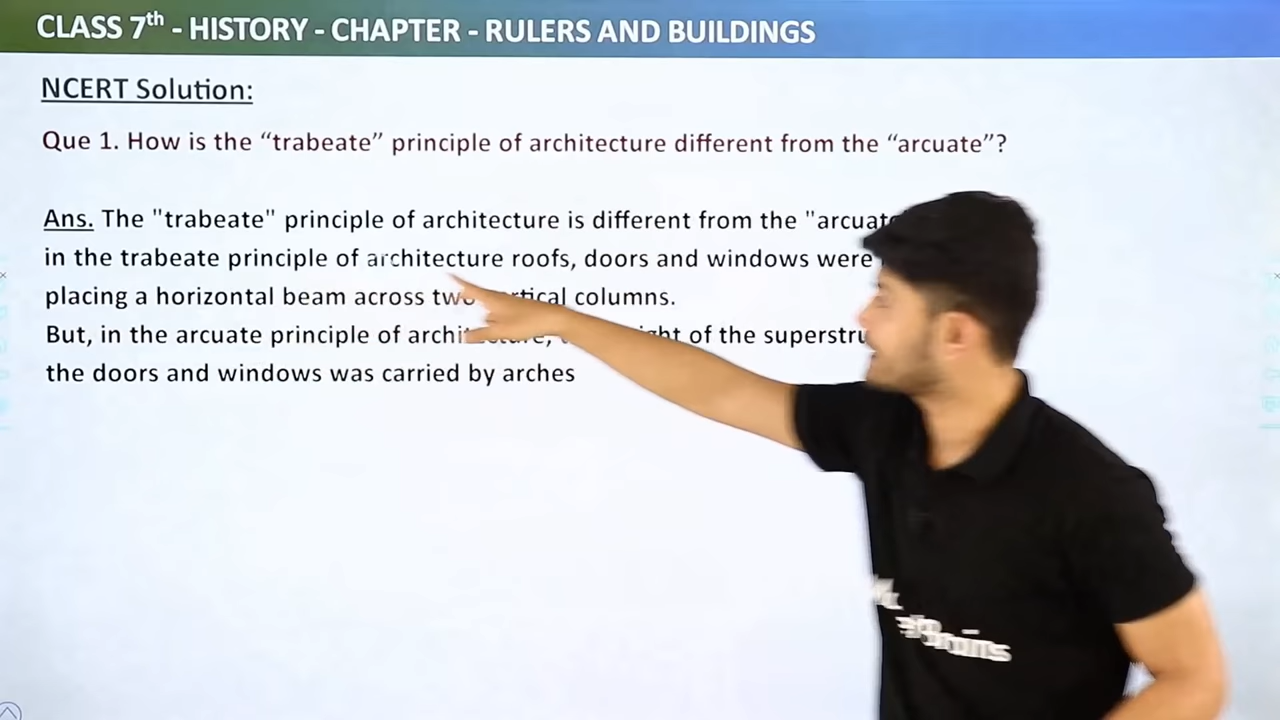 CLASS 7th - HISTORY - CHAPTER - RULERS AND BUILDINGS
NCERT Solution:
Que 1. How is the “trabeate” principle of architecture different from the “arcuate”?
Ans. The "trabeate" principle of architecture is different from the "arcuate
in the trabeate principle of architecture roofs, doors and windows were
placing a horizontal beam across two columns.
But, in the arcuate principle of of the
the doors and windows was carried by arches